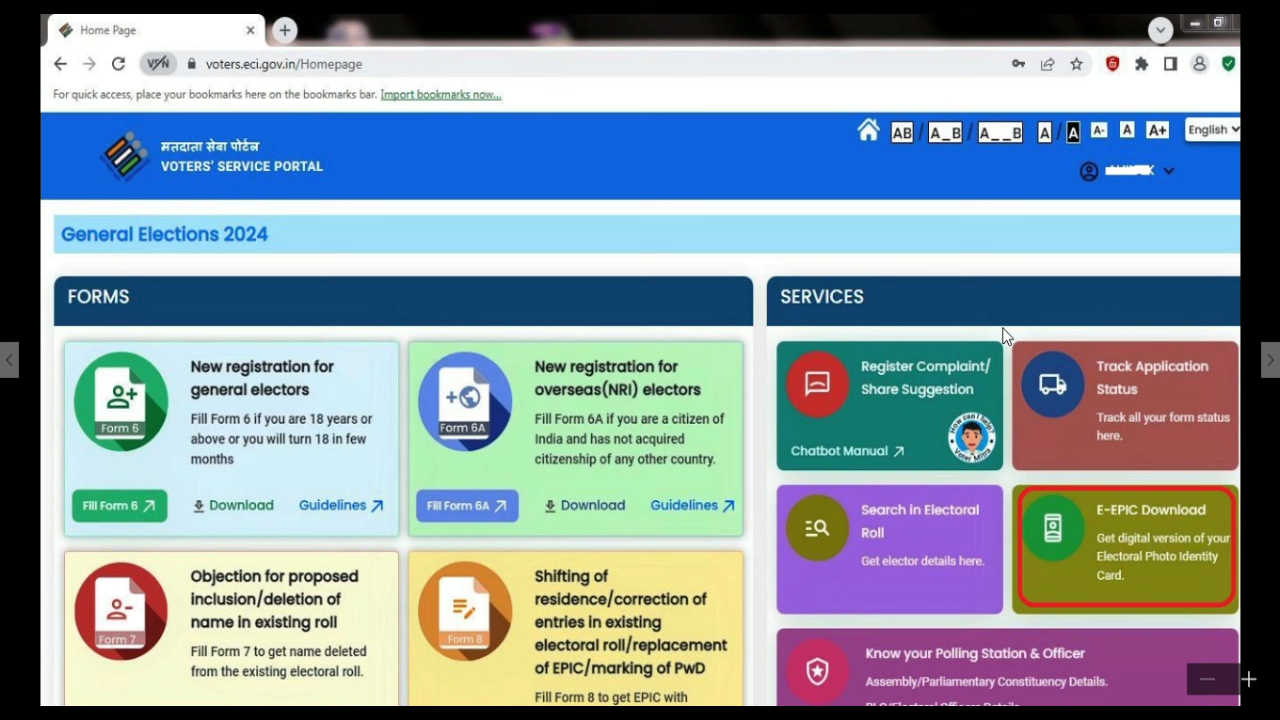 Home Page
voters.eci.gov.in/Homepage
For quick access, place your bookmarks here on the bookmarks bar. Import bookmarks now...
AB / A_B / A__B A / A A- A A+ English
मतदाता सेवा पोर्टल
VOTERS' SERVICE PORTAL
General Elections 2024
FORMS
New registration for
general electors
Fill Form 6 if you are 18 years or
above or you will turn 18 in few
months
Form 6
Fill Form 6
Download
Guidelines
New registration for
overseas(NRI) electors
Fill Form 6A if you are a citizen of
India and has not acquired
citizenship of any other country.
Form 6A
Fill Form 6A
Download
Guidelines
Objection for proposed
inclusion/deletion of
name in existing roll
Fill Form 7 to get name deleted
from the existing electoral roll.
Form 7
Shifting of
residence/correction of
entries in existing
electoral roll/replacement
of EPIC/marking of PwD
Fill Form 8 to get EPIC with
Form 8
SERVICES
Register Complaint/
Share Suggestion
Chatbot Manual
How can I help?
Voter Mitra
Track Application
Status
Track all your form status
here.
Search in Electoral
Roll
Get elector details here.
E-EPIC Download
Get digital version of your
Electoral Photo Identity
Card.
Know your Polling Station & Officer
Assembly/Parliamentary Constituency Details.